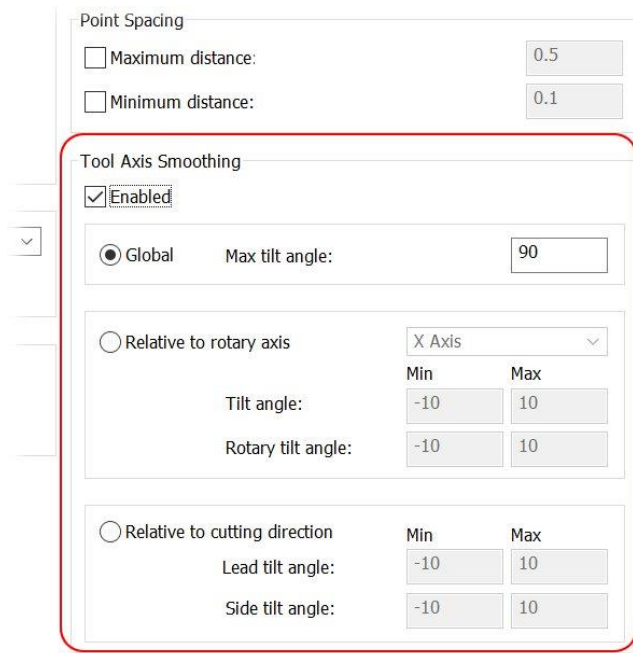 Point Spacing
Maximum distance: 0.5
Minimum distance: 0.1
Tool Axis Smoothing
Enabled
Global Max tilt angle: 90
Relative to rotary axis X Axis
Min Max
Tilt angle: -10 10
Rotary tilt angle: -10 10
Relative to cutting direction Min Max
Lead tilt angle: -10 10
Side tilt angle: -10 10